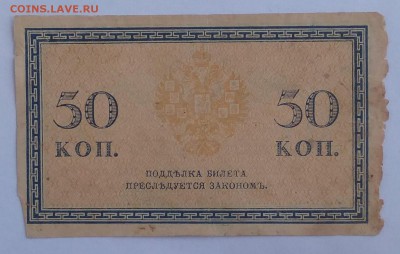 COINS.LAVE.RU
50 50
КОП. КОП.
ПОДДѢЛКА БИЛЕТА
ПРЕСЛѢДУЕТСЯ ЗАКОНОМЪ.